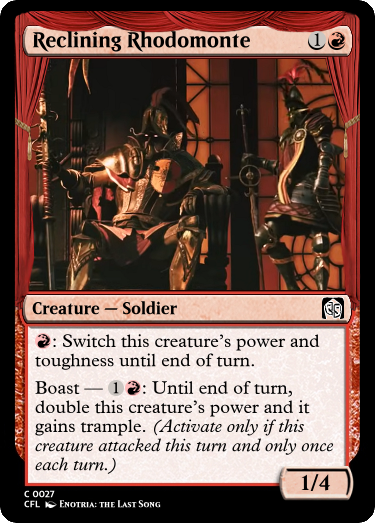 Reclining Rhodomonte 1
Creature — Soldier
: Switch this creature's power and
toughness until end of turn.
Boast — 1 : Until end of turn,
double this creature's power and it
gains trample. (Activate only if this
creature attacked this turn and only once
each turn.)
1/4
C 0027
CFL Enotria: the Last Song